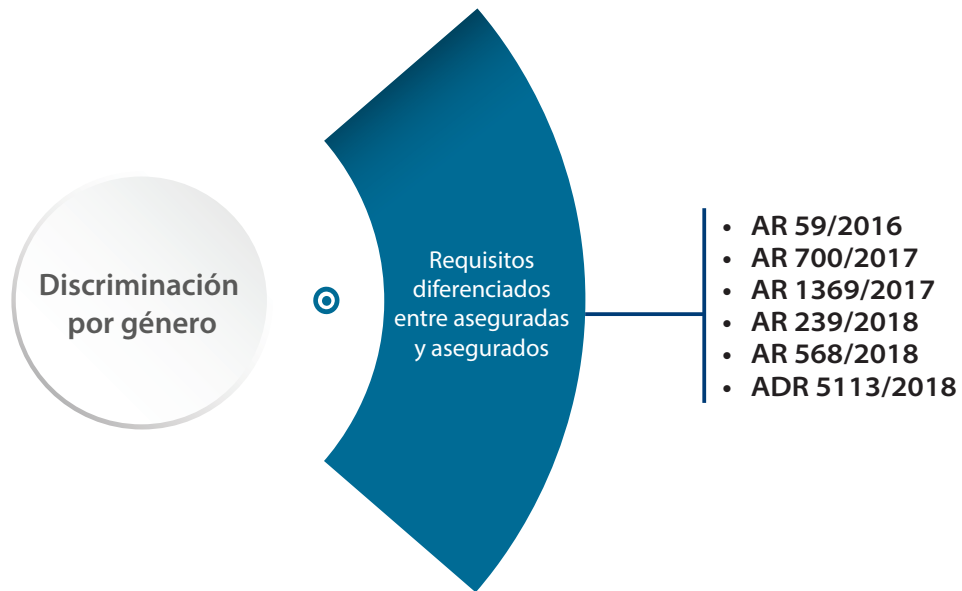 Discriminación
por género
Requisitos
diferenciados
entre aseguradas
y asegurados
• AR 59/2016
• AR 700/2017
• AR 1369/2017
• AR 239/2018
• AR 568/2018
• ADR 5113/2018